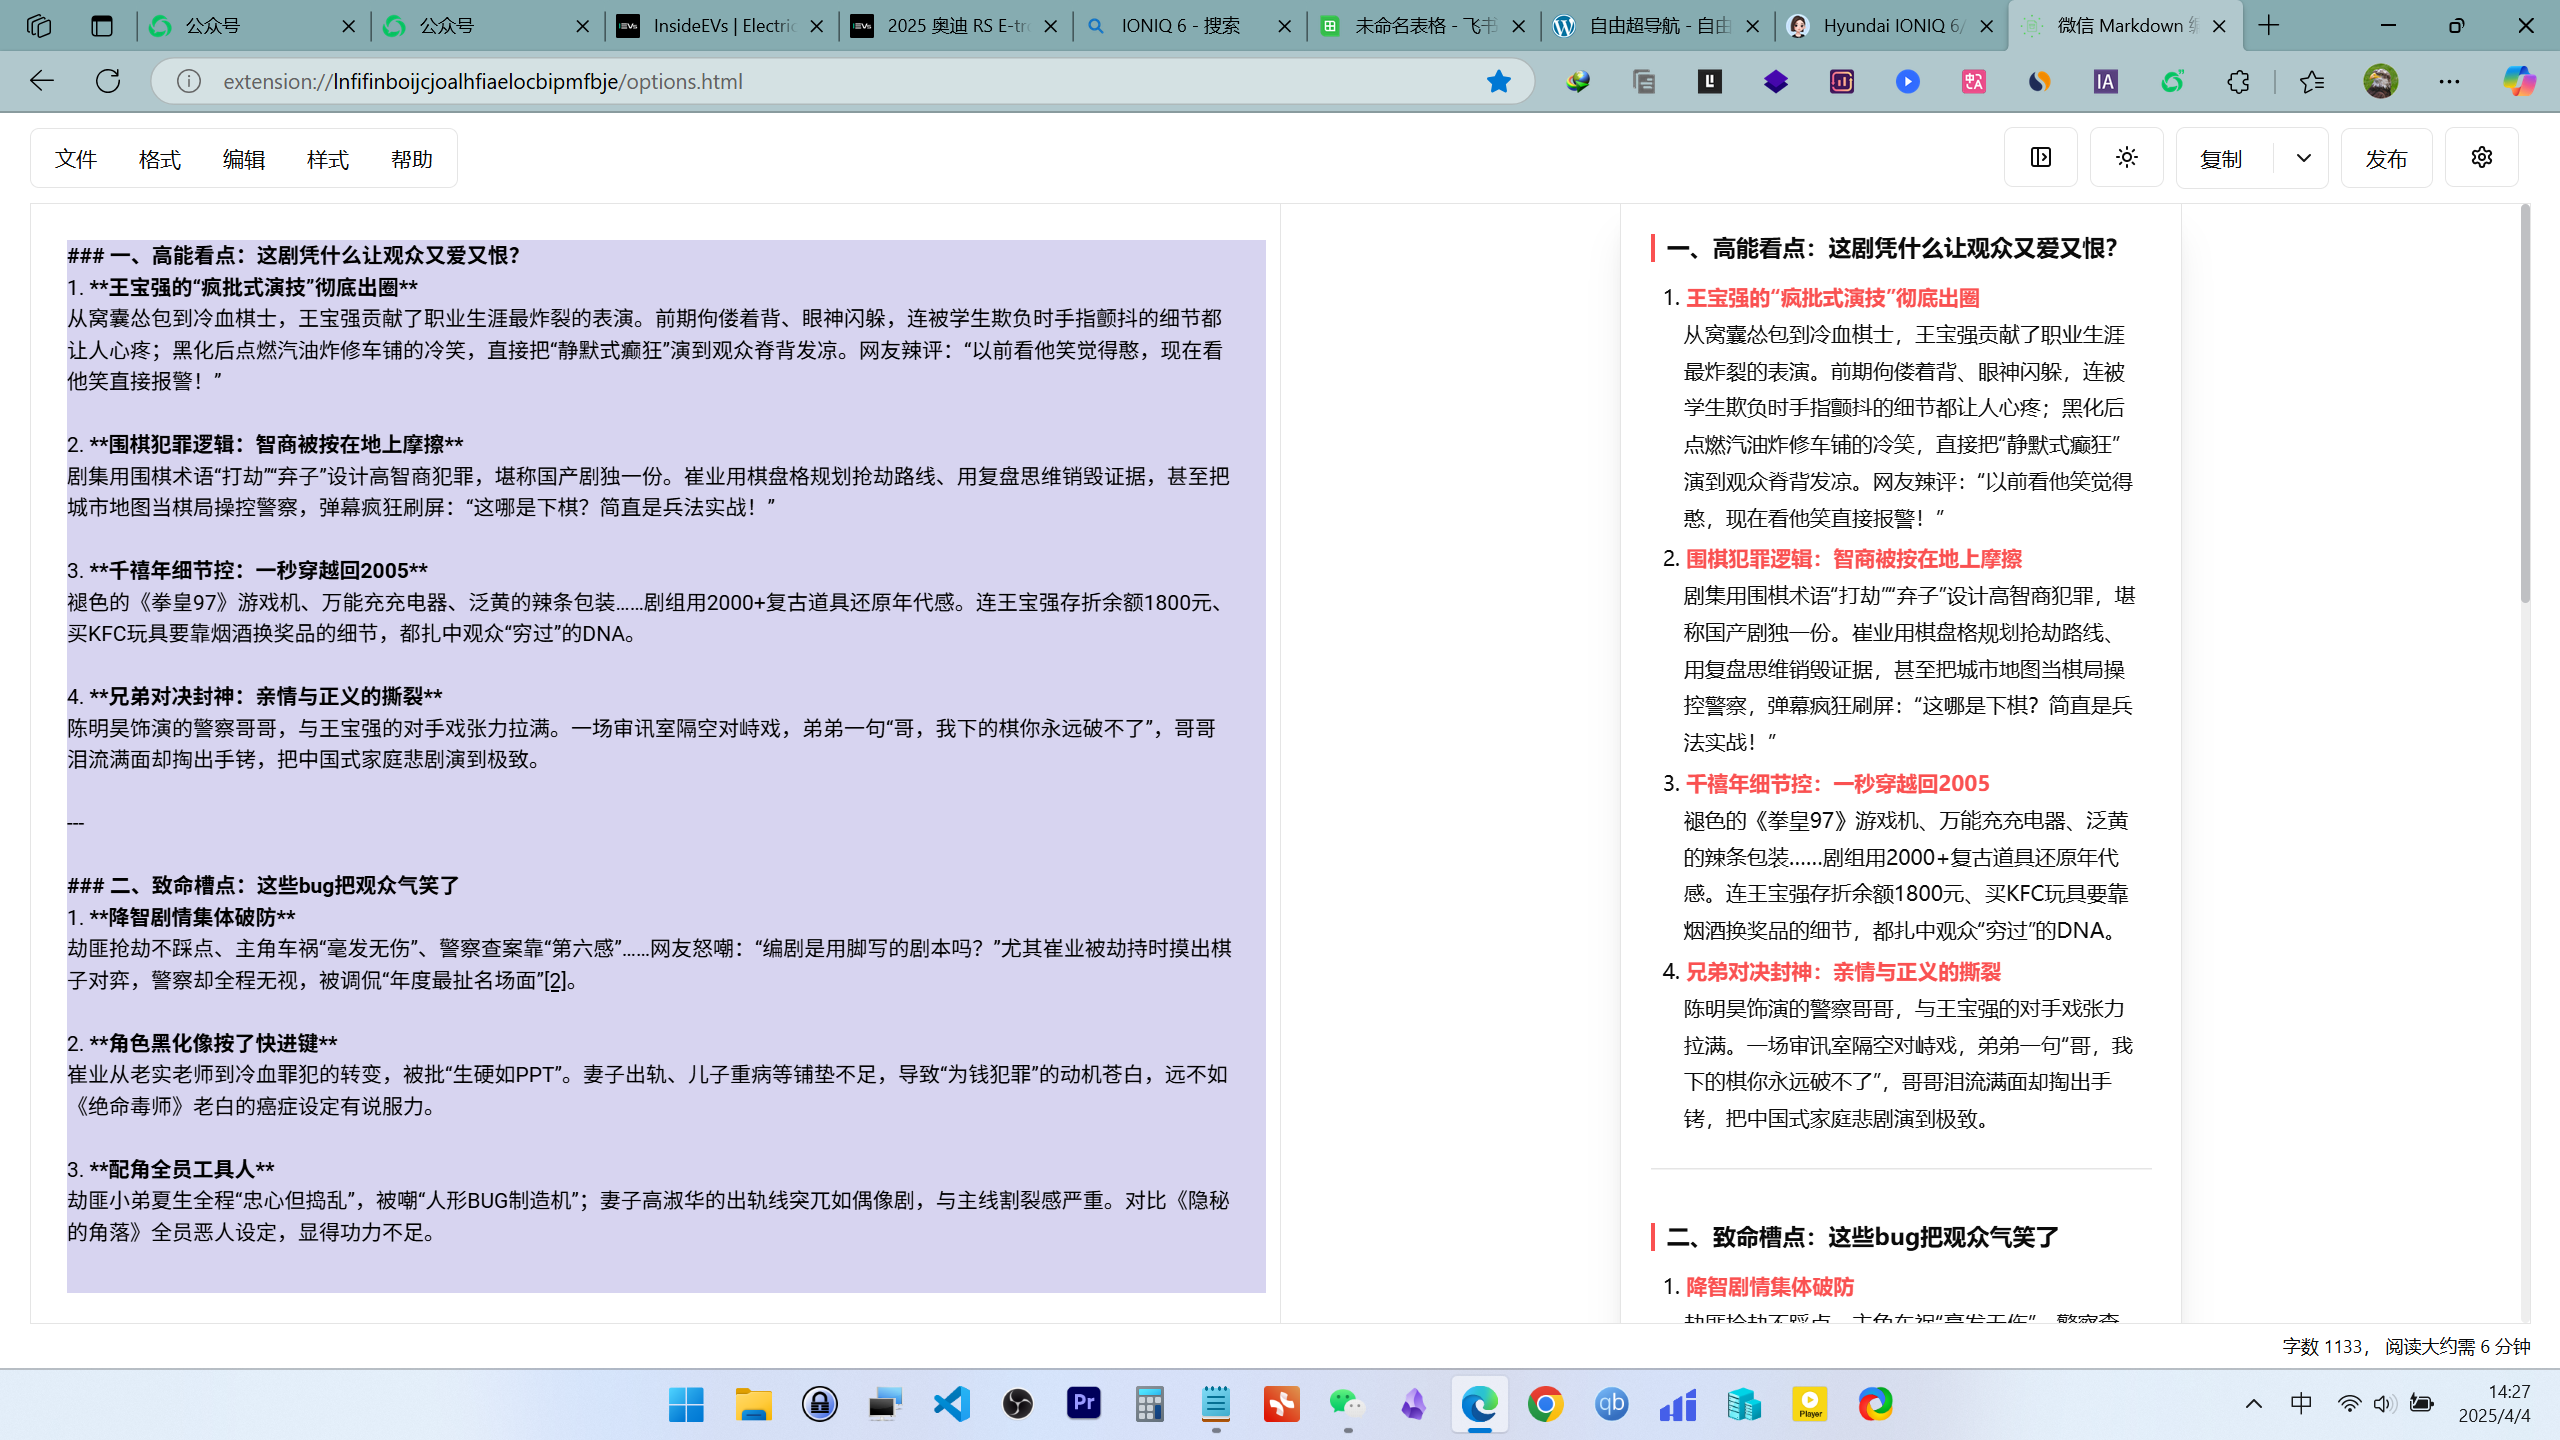 公众号
公众号
InsideEVs | Electric
2025 奥迪 RS E-tro
IONIQ 6 - 搜索
未命名表格 - 飞书
自由超导航 - 自由
Hyundai IONIQ 6/
微信 Markdown 编
extension://lnfifinboijcjoalhfiaelocbipmfbje/options.html
文件 格式 编辑 样式 帮助
复制
发布
### 一、高能看点：这剧凭什么让观众又爱又恨？
1. **王宝强的“疯批式演技”彻底出圈**
从窝囊怂包到冷血棋士，王宝强贡献了职业生涯最炸裂的表演。前期佝偻着背、眼神闪躲，连被学生欺负时手指颤抖的细节都
让人心疼；黑化后点燃汽油炸修车铺的冷笑，直接把“静默式癫狂”演到观众脊背发凉。网友辣评：“以前看他笑觉得憨，现在看
他笑直接报警！”
2. **围棋犯罪逻辑：智商被按在地上摩擦**
剧集用围棋术语“打劫”“弃子”设计高智商犯罪，堪称国产剧独一份。崔业用棋盘格规划抢劫路线、用复盘思维销毁证据，甚至把
城市地图当棋局操控警察，弹幕疯狂刷屏：“这哪是下棋？简直是兵法实战！”
3. **千禧年细节控：一秒穿越回2005**
褪色的《拳皇97》游戏机、万能充充电器、泛黄的辣条包装……剧组用2000+复古道具还原年代感。连王宝强存折余额1800元、
买KFC玩具要靠烟酒换奖品的细节，都扎中观众“穷过”的DNA。
4. **兄弟对决封神：亲情与正义的撕裂**
陈明昊饰演的警察哥哥，与王宝强的对手戏张力拉满。一场审讯室隔空对峙戏，弟弟一句“哥，我下的棋你永远破不了”，哥哥
泪流满面却掏出手铐，把中国式家庭悲剧演到极致。
---
### 二、致命槽点：这些bug把观众气笑了
1. **降智剧情集体破防**
劫匪抢劫不踩点、主角车祸“毫发无伤”、警察查案靠“第六感”……网友怒嘲：“编剧是用脚写的剧本吗？”尤其崔业被劫持时摸出棋
子对弈，警察却全程无视，被调侃“年度最扯名场面”[2]。
2. **角色黑化像按了快进键**
崔业从老实老师到冷血罪犯的转变，被批“生硬如PPT”。妻子出轨、儿子重病等铺垫不足，导致“为钱犯罪”的动机苍白，远不如
《绝命毒师》老白的癌症设定有说服力。
3. **配角全员工具人**
劫匪小弟夏生全程“忠心但捣乱”，被嘲“人形BUG制造机”；妻子高淑华的出轨线突兀如偶像剧，与主线割裂感严重。对比《隐秘
的角落》全员恶人设定，显得功力不足。
一、高能看点：这剧凭什么让观众又爱又恨？
1. 王宝强的“疯批式演技”彻底出圈
从窝囊怂包到冷血棋士，王宝强贡献了职业生涯
最炸裂的表演。前期佝偻着背、眼神闪躲，连被
学生欺负时手指颤抖的细节都让人心疼；黑化后
点燃汽油炸修车铺的冷笑，直接把“静默式癫狂”
演到观众脊背发凉。网友辣评：“以前看他笑觉得
憨，现在看他笑直接报警！”
2. 围棋犯罪逻辑：智商被按在地上摩擦
剧集用围棋术语“打劫”“弃子”设计高智商犯罪，堪
称国产剧独一份。崔业用棋盘格规划抢劫路线、
用复盘思维销毁证据，甚至把城市地图当棋局操
控警察，弹幕疯狂刷屏：“这哪是下棋？简直是兵
法实战！”
3. 千禧年细节控：一秒穿越回2005
褪色的《拳皇97》游戏机、万能充充电器、泛黄
的辣条包装……剧组用2000+复古道具还原年代
感。连王宝强存折余额1800元、买KFC玩具要靠
烟酒换奖品的细节，都扎中观众“穷过”的DNA。
4. 兄弟对决封神：亲情与正义的撕裂
陈明昊饰演的警察哥哥，与王宝强的对手戏张力
拉满。一场审讯室隔空对峙戏，弟弟一句“哥，我
下的棋你永远破不了”，哥哥泪流满面却掏出手
铐，把中国式家庭悲剧演到极致。
二、致命槽点：这些bug把观众气笑了
1. 降智剧情集体破防
劫匪抢劫不踩点、主角车祸“毫发无伤”、警察查
字数 1133， 阅读大约需 6 分钟
中
14:27
2025/4/4